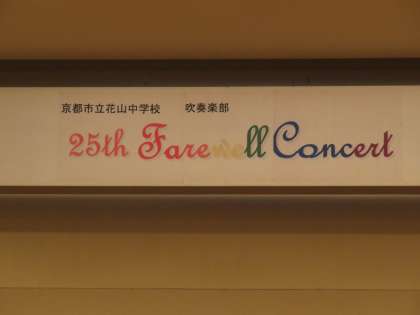 京都市立花山中学校 吹奏楽部
25th Farewell Concert